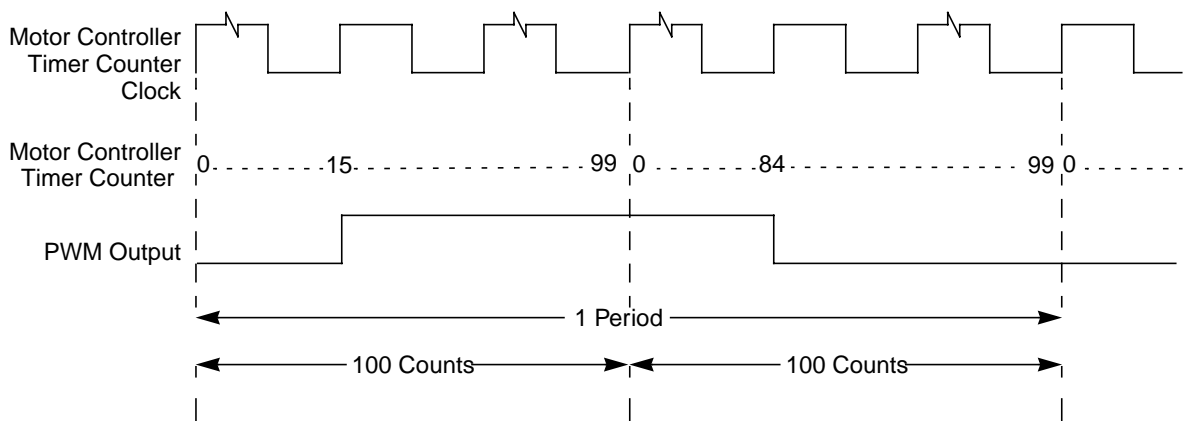 Motor Controller
Timer Counter
Clock
Motor Controller
Timer Counter
0 15 99 0 84 99 0
PWM Output
1 Period
100 Counts 100 Counts